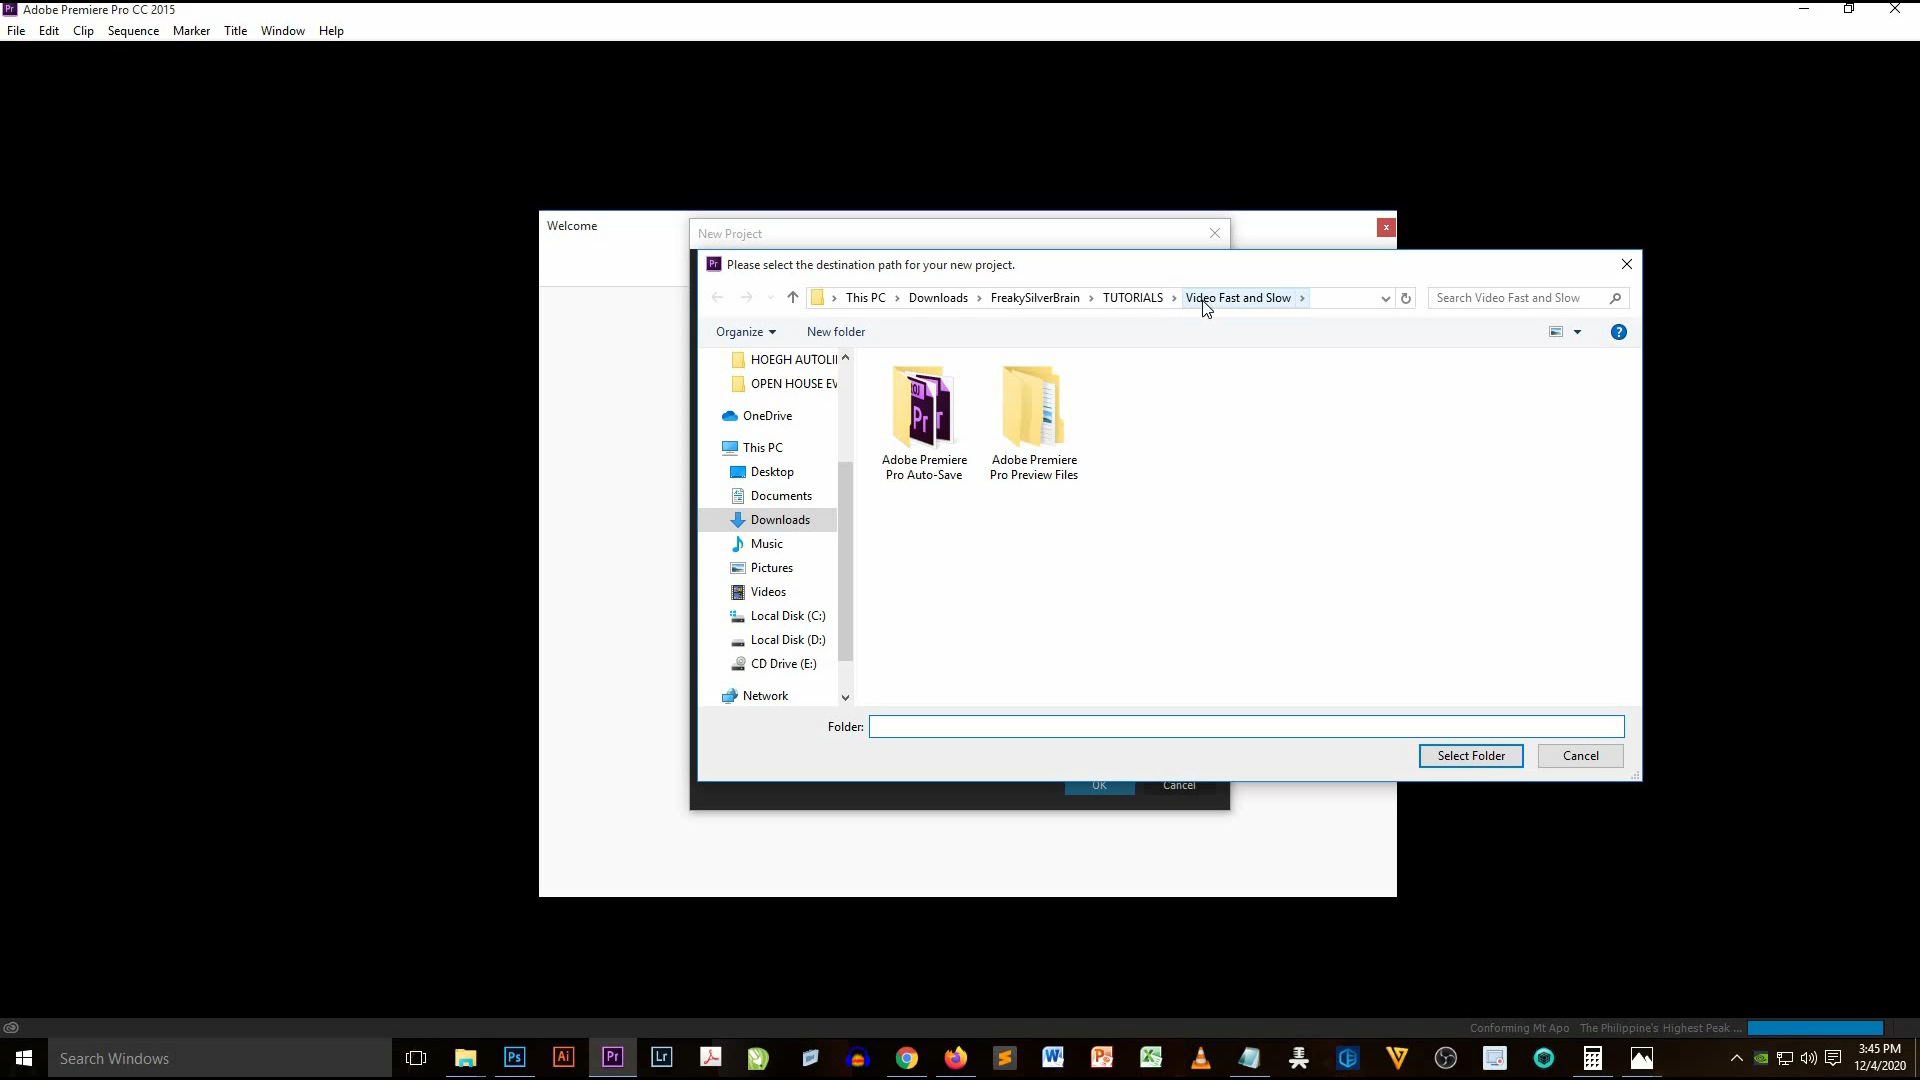 Adobe Premiere Pro CC 2015
File Edit Clip Sequence Marker Title Window Help
Welcome
New Project
Please select the destination path for your new project.
This PC Downloads FreakySilverBrain TUTORIALS Video Fast and Slow
Search Video Fast and Slow
Organize New folder
HOEGH AUTOLI
OPEN HOUSE EV
OneDrive
This PC
Desktop
Documents
Downloads
Music
Pictures
Videos
Local Disk (C:)
Local Disk (D:)
CD Drive (E:)
Network
Adobe Premiere
Pro Auto-Save
Adobe Premiere
Pro Preview Files
Folder:
Select Folder Cancel
OK Cancel
Conforming Mt Apo The Philippine's Highest Peak ...
Search Windows
3:45 PM
12/4/2020